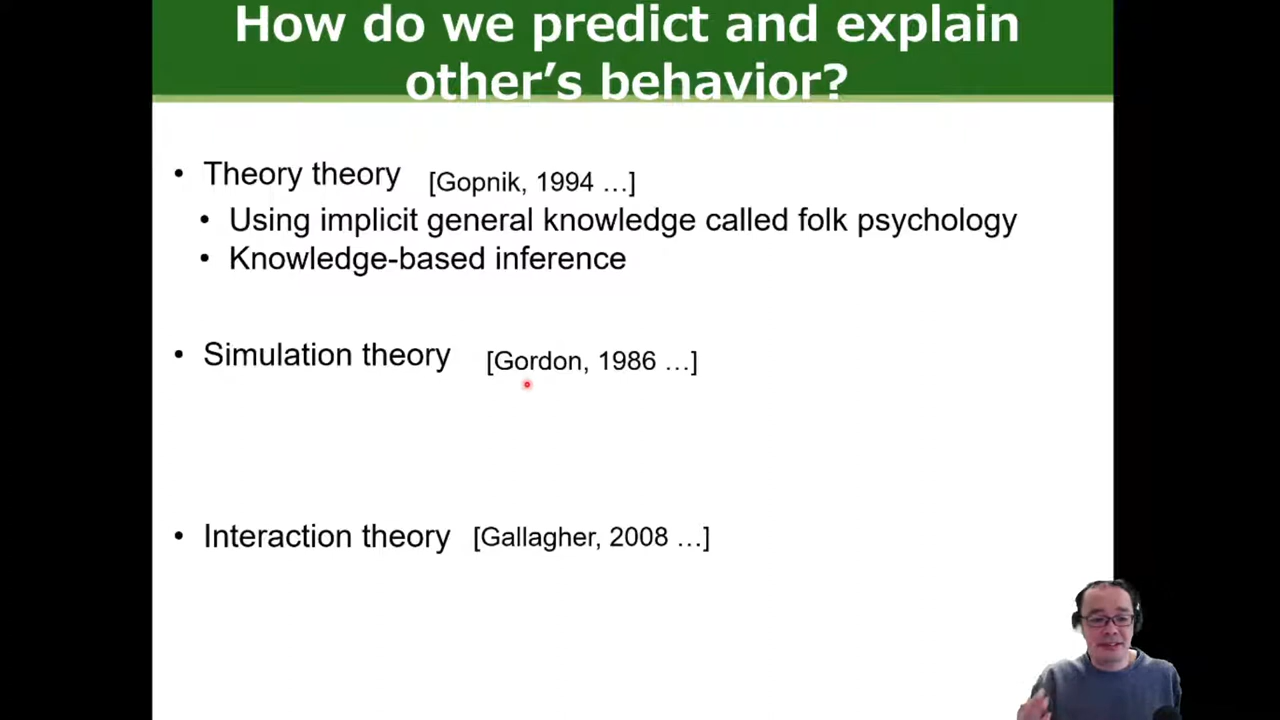 How do we predict and explain
other’s behavior?
• Theory theory [Gopnik, 1994 …]
• Using implicit general knowledge called folk psychology
• Knowledge-based inference
• Simulation theory [Gordon, 1986 …]
• Interaction theory [Gallagher, 2008 …]